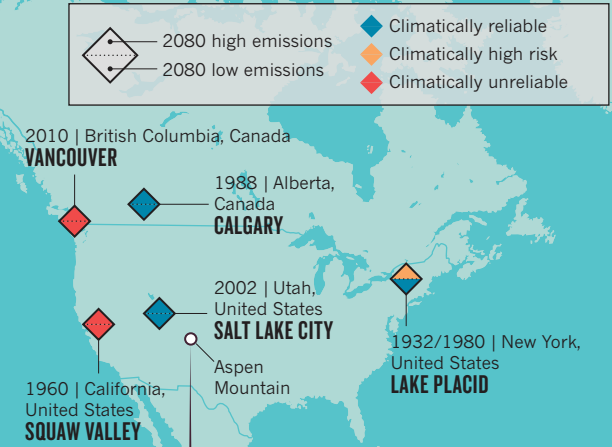 2080 high emissions
2080 low emissions
Climatically reliable
Climatically high risk
Climatically unreliable
2010 | British Columbia, Canada
VANCOUVER
1988 | Alberta,
Canada
CALGARY
2002 | Utah,
United States
SALT LAKE CITY
Aspen
Mountain
1932/1980 | New York,
United States
LAKE PLACID
1960 | California,
United States
SQUAW VALLEY